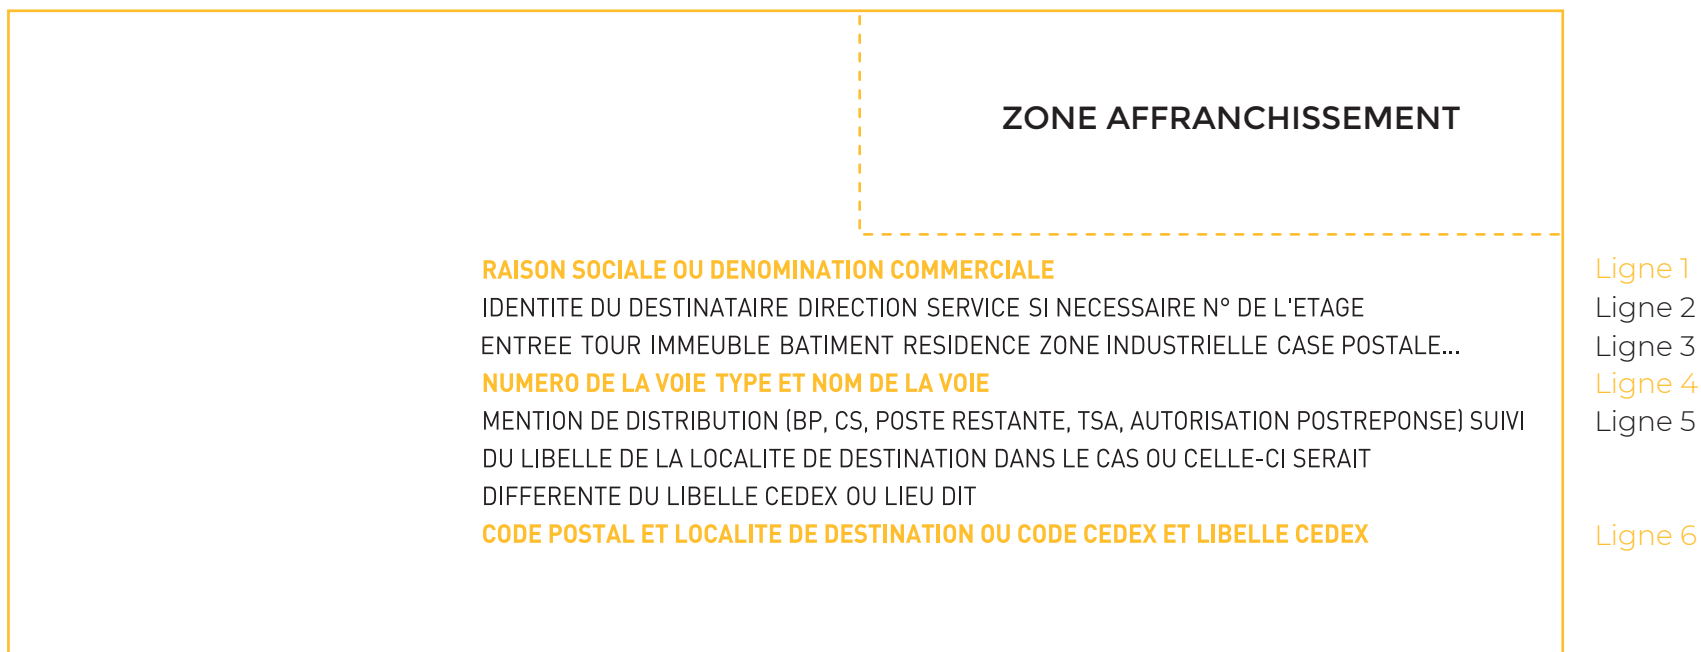 ZONE AFFRANCHISSEMENT
RAISON SOCIALE OU DENOMINATION COMMERCIALE Ligne 1
IDENTITE DU DESTINATAIRE DIRECTION SERVICE SI NECESSAIRE N° DE L'ETAGE Ligne 2
ENTREE TOUR IMMEUBLE BATIMENT RESIDENCE ZONE INDUSTRIELLE CASE POSTALE... Ligne 3
NUMERO DE LA VOIE TYPE ET NOM DE LA VOIE Ligne 4
MENTION DE DISTRIBUTION (BP, CS, POSTE RESTANTE, TSA, AUTORISATION POSTREPONSE) SUIVI Ligne 5
DU LIBELLE DE LA LOCALITE DE DESTINATION DANS LE CAS OU CELLE-CI SERAIT
DIFFERENTE DU LIBELLE CEDEX OU LIEU DIT
CODE POSTAL ET LOCALITE DE DESTINATION OU CODE CEDEX ET LIBELLE CEDEX Ligne 6